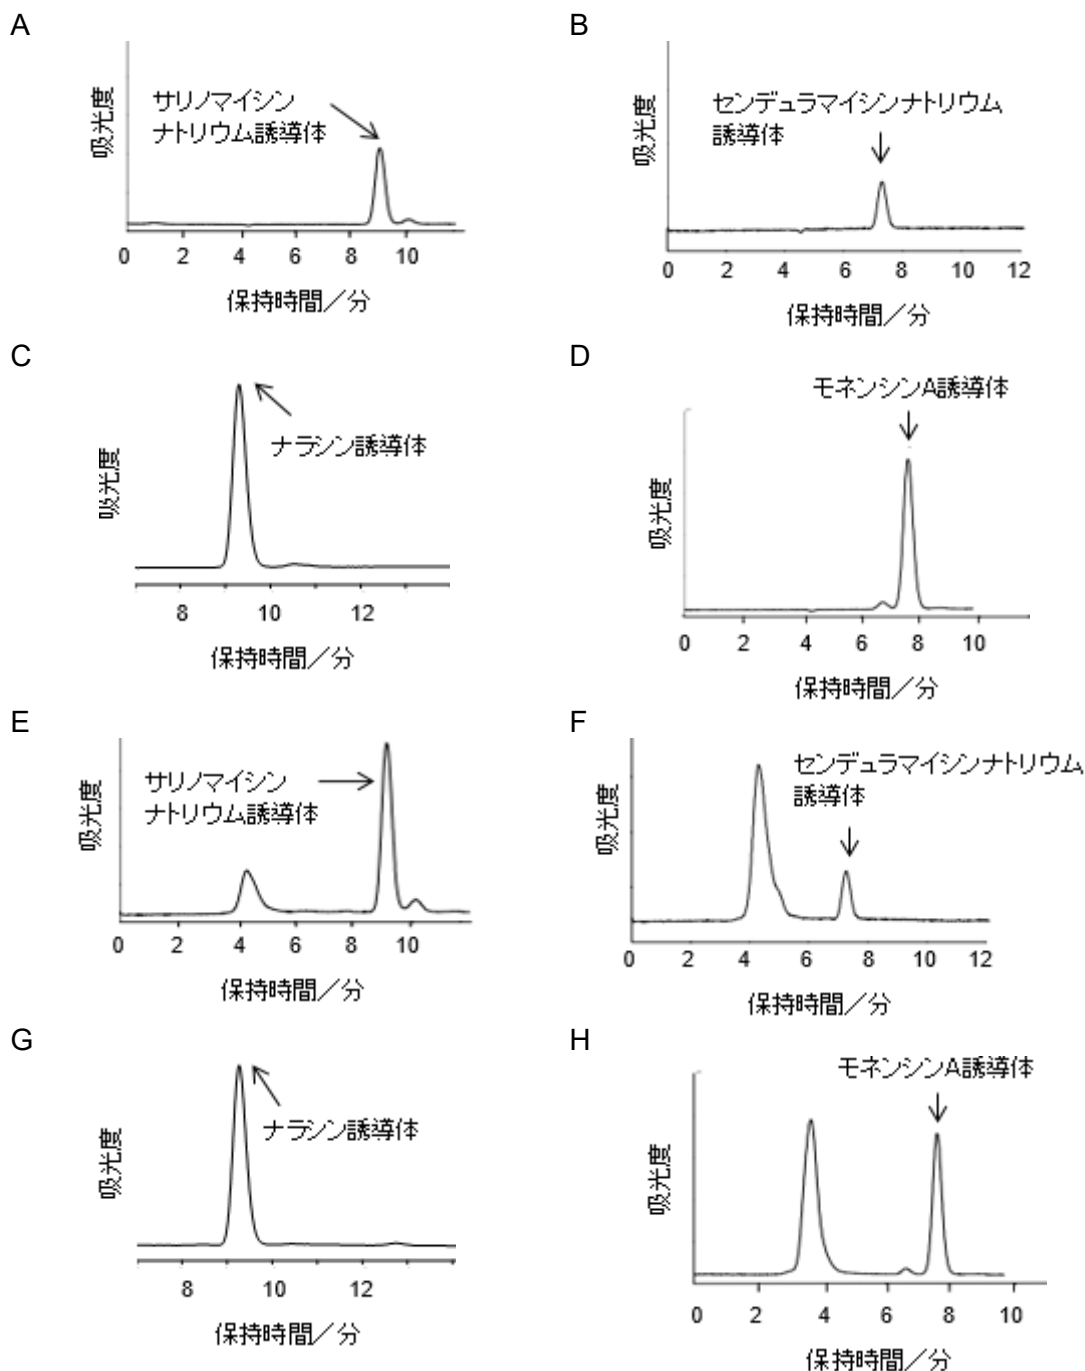 A
吸光度
サリノマイシン
ナトリウム誘導体
0 2 4 6 8 10
保持時間／分
B
吸光度
センデュラマイシンナトリウム
誘導体
0 2 4 6 8 10 12
保持時間／分
C
吸光度
ナラシン誘導体
8 10 12
保持時間／分
D
モネンシンA誘導体
吸光度
0 2 4 6 8 10
保持時間／分
E
吸光度
サリノマイシン
ナトリウム誘導体
0 2 4 6 8 10
保持時間／分
F
吸光度
センデュラマイシンナトリウム
誘導体
0 2 4 6 8 10 12
保持時間／分
G
吸光度
ナラシン誘導体
8 10 12
保持時間／分
H
モネンシンA誘導体
吸光度
0 2 4 6 8 10
保持時間／分